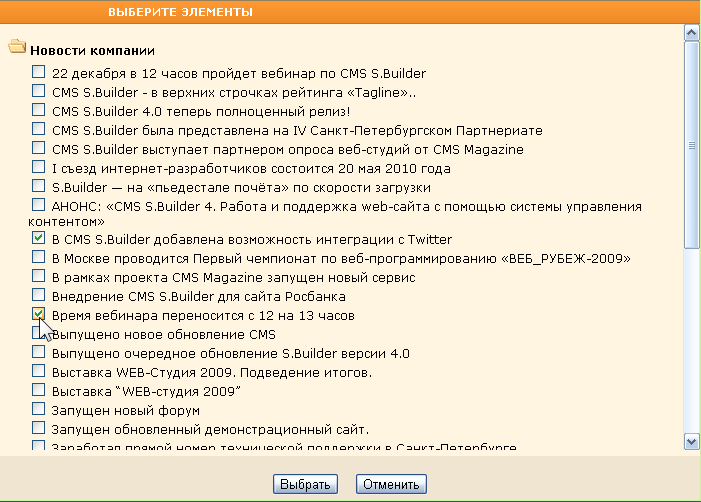 ВЫБЕРИТЕ ЭЛЕМЕНТЫ
Новости компании
22 декабря в 12 часов пройдет вебинар по CMS S.Builder
CMS S.Builder - в верхних строчках рейтинга «Tagline»..
CMS S.Builder 4.0 теперь полноценный релиз!
CMS S.Builder была представлена на IV Санкт-Петербургском Партнериате
CMS S.Builder выступает партнером опроса веб-студий от CMS Magazine
I съезд интернет-разработчиков состоится 20 мая 2010 года
S.Builder — на «пьедестале почёта» по скорости загрузки
АНОНС: «CMS S.Builder 4. Работа и поддержка web-сайта с помощью системы управления
контентом»
В CMS S.Builder добавлена возможность интеграции с Twitter
В Москве проводится Первый чемпионат по веб-программированию «ВЕБ_РУБЕЖ-2009»
В рамках проекта CMS Magazine запущен новый сервис
Внедрение CMS S.Builder для сайта Росбанка
Время вебинара переносится с 12 на 13 часов
Выпущено новое обновление CMS
Выпущено очередное обновление S.Builder версии 4.0
Выставка WEB-Студия 2009. Подведение итогов.
Выставка “WEB-студия 2009”
Запущен новый форум
Запущен обновленный демонстрационный сайт.
Заработал прямой номер технической поддержки в Санкт-Петербурге
Выбрать
Отменить